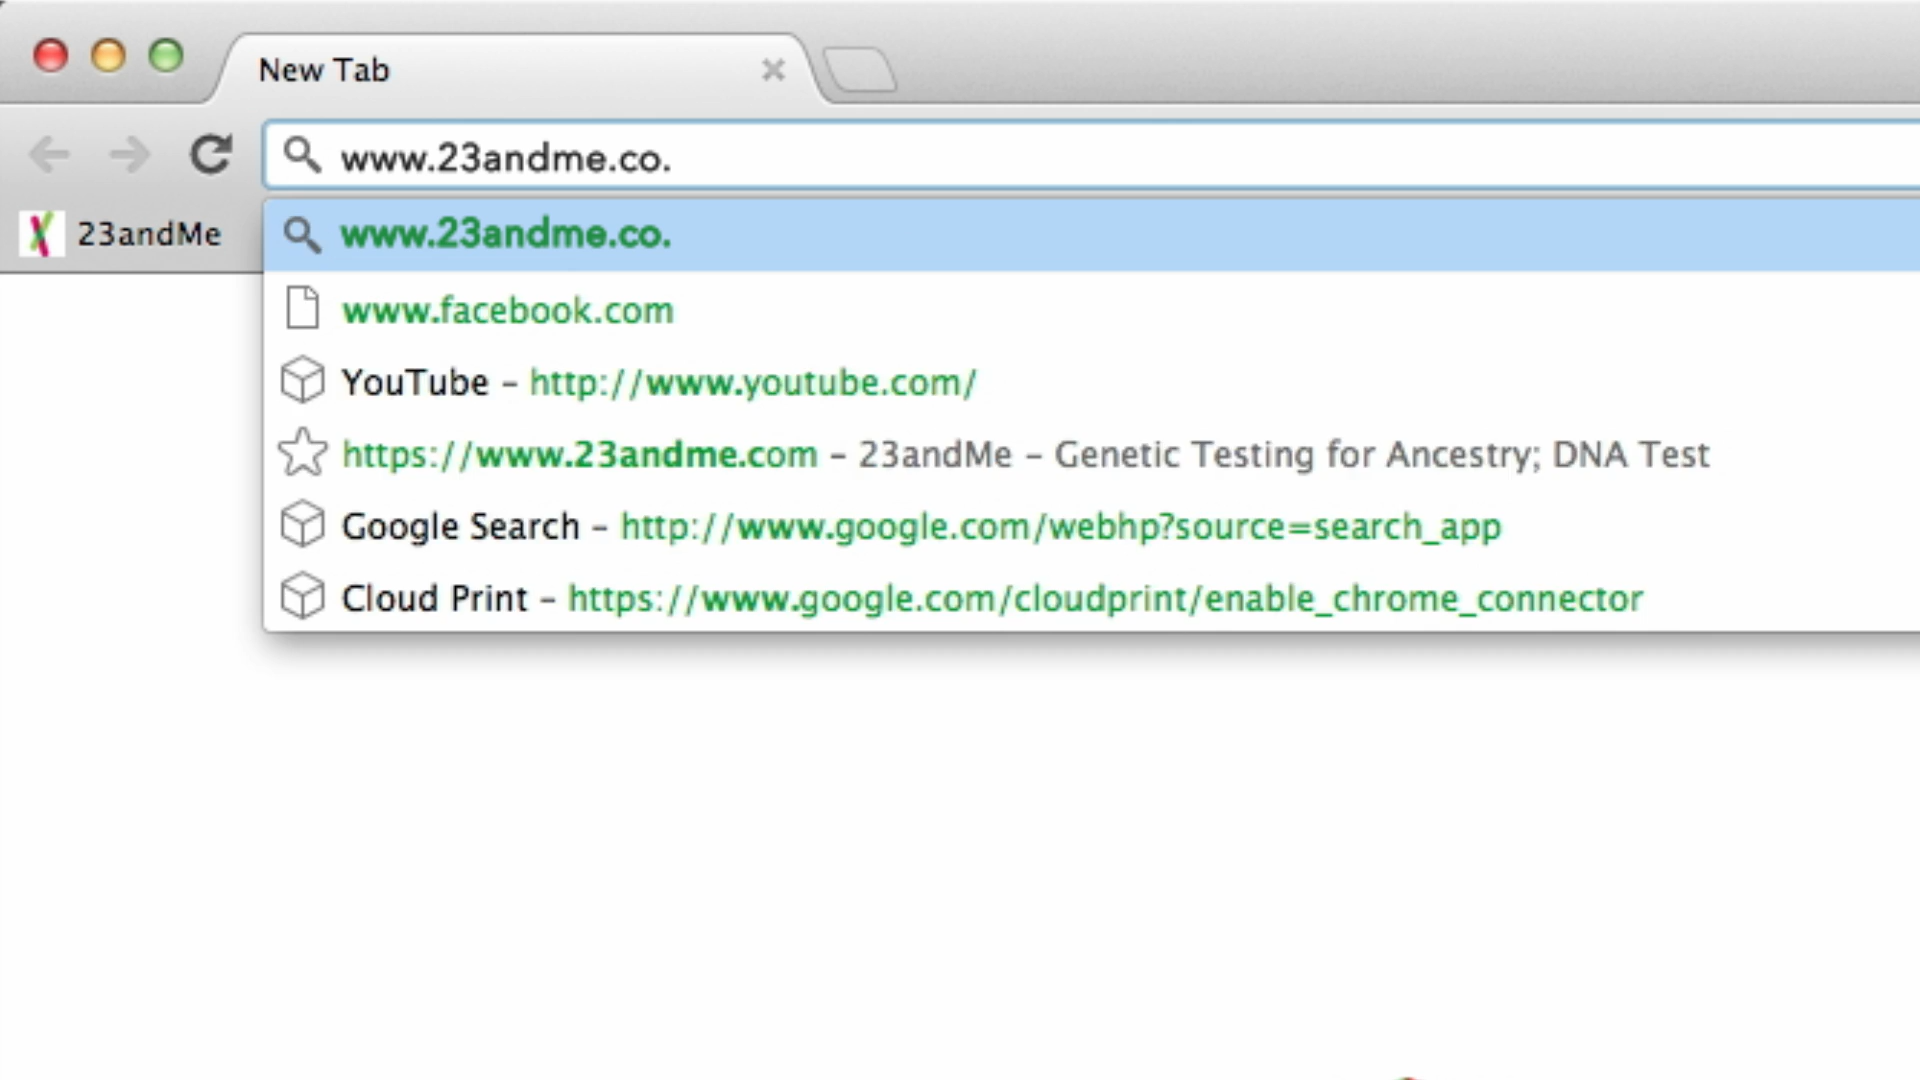 New Tab
www.23andme.co.
23andMe
www.23andme.co.
www.facebook.com
YouTube – http://www.youtube.com/
https://www.23andme.com – 23andMe – Genetic Testing for Ancestry; DNA Test
Google Search – http://www.google.com/webhp?source=search_app
Cloud Print – https://www.google.com/cloudprint/enable_chrome_connector